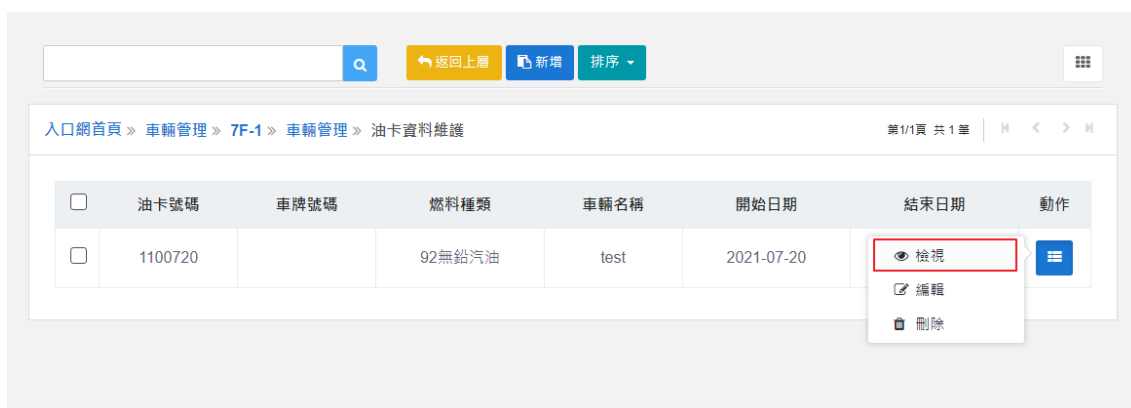 返回上層 新增 排序
入口網首頁 » 車輛管理 » 7F-1 » 車輛管理 » 油卡資料維護 第1/1頁 共 1 筆
油卡號碼 車牌號碼 燃料種類 車輛名稱 開始日期 結束日期 動作
1100720 92無鉛汽油 test 2021-07-20
檢視
編輯
刪除